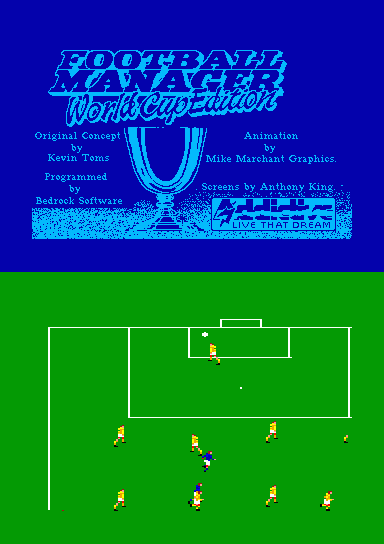 FOOTBALL
MANAGER
World Cup Edition
Original Concept
by
Kevin Toms
Programmed
by
Bedrock Software
Animation
by
Mike Marchant Graphics.
Screens by Anthony King.
Addictive
LIVE THAT DREAM